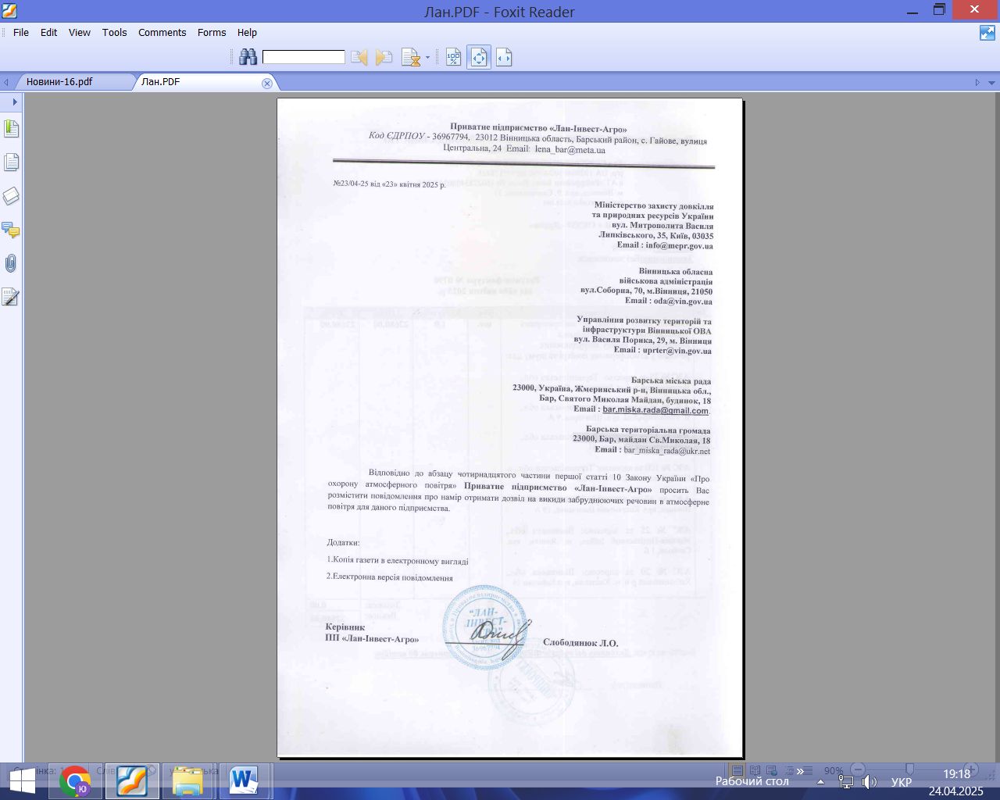 Лан.PDF - Foxit Reader
File Edit View Tools Comments Forms Help
Новини-16.pdf
Лан.PDF
Приватне підприємство «Лан-Інвест-Агро»
Код ЄДРПОУ - 36967794, 23012 Вінницька область, Барський район, с. Гайове, вулиця
Центральна, 24 Email: lena_bar@meta.ua
№23/04-25 від «23» квітня 2025 р.
Міністерство захисту довкілля
та природних ресурсів України
вул. Митрополита Василя
Липківського, 35, Київ, 03035
Email : info@mepr.gov.ua
Вінницька обласна
військова адміністрація
вул.Соборна, 70, м.Вінниця, 21050
Email : oda@vin.gov.ua
Управління розвитку територій та
інфраструктури Вінницької ОВА
вул. Василя Порика, 29, м. Вінниця
Email : uprter@vin.gov.ua
Барська міська рада
23000, Україна, Жмеринський р-н, Вінницька обл.,
Бар, Святого Миколая Майдан, будинок, 18
Email : bar.miska.rada@gmail.com.
Барська територіальна громада
23000, Бар, майдан Св.Миколая, 18
Email : bar_miska_rada@ukr.net
Відповідно до абзацу чотирнадцятого частини першої статті 10 Закону України «Про
охорону атмосферного повітря» Приватне підприємство «Лан-Інвест-Агро» просить Вас
розмістити повідомлення про намір отримати дозвіл на викиди забруднюючих речовин в атмосферне
повітря для даного підприємства.
Додатки:
1.Копія газети в електронному вигляді
2.Електронна версія повідомлення
"ЛАН-
ІНВЕСТ-
АГРО"
36967794
Керівник
ПП «Лан-Інвест-Агро»
Слободянюк Л.О.
90%
Рабочий стол
УКР
19:18
24.04.2025